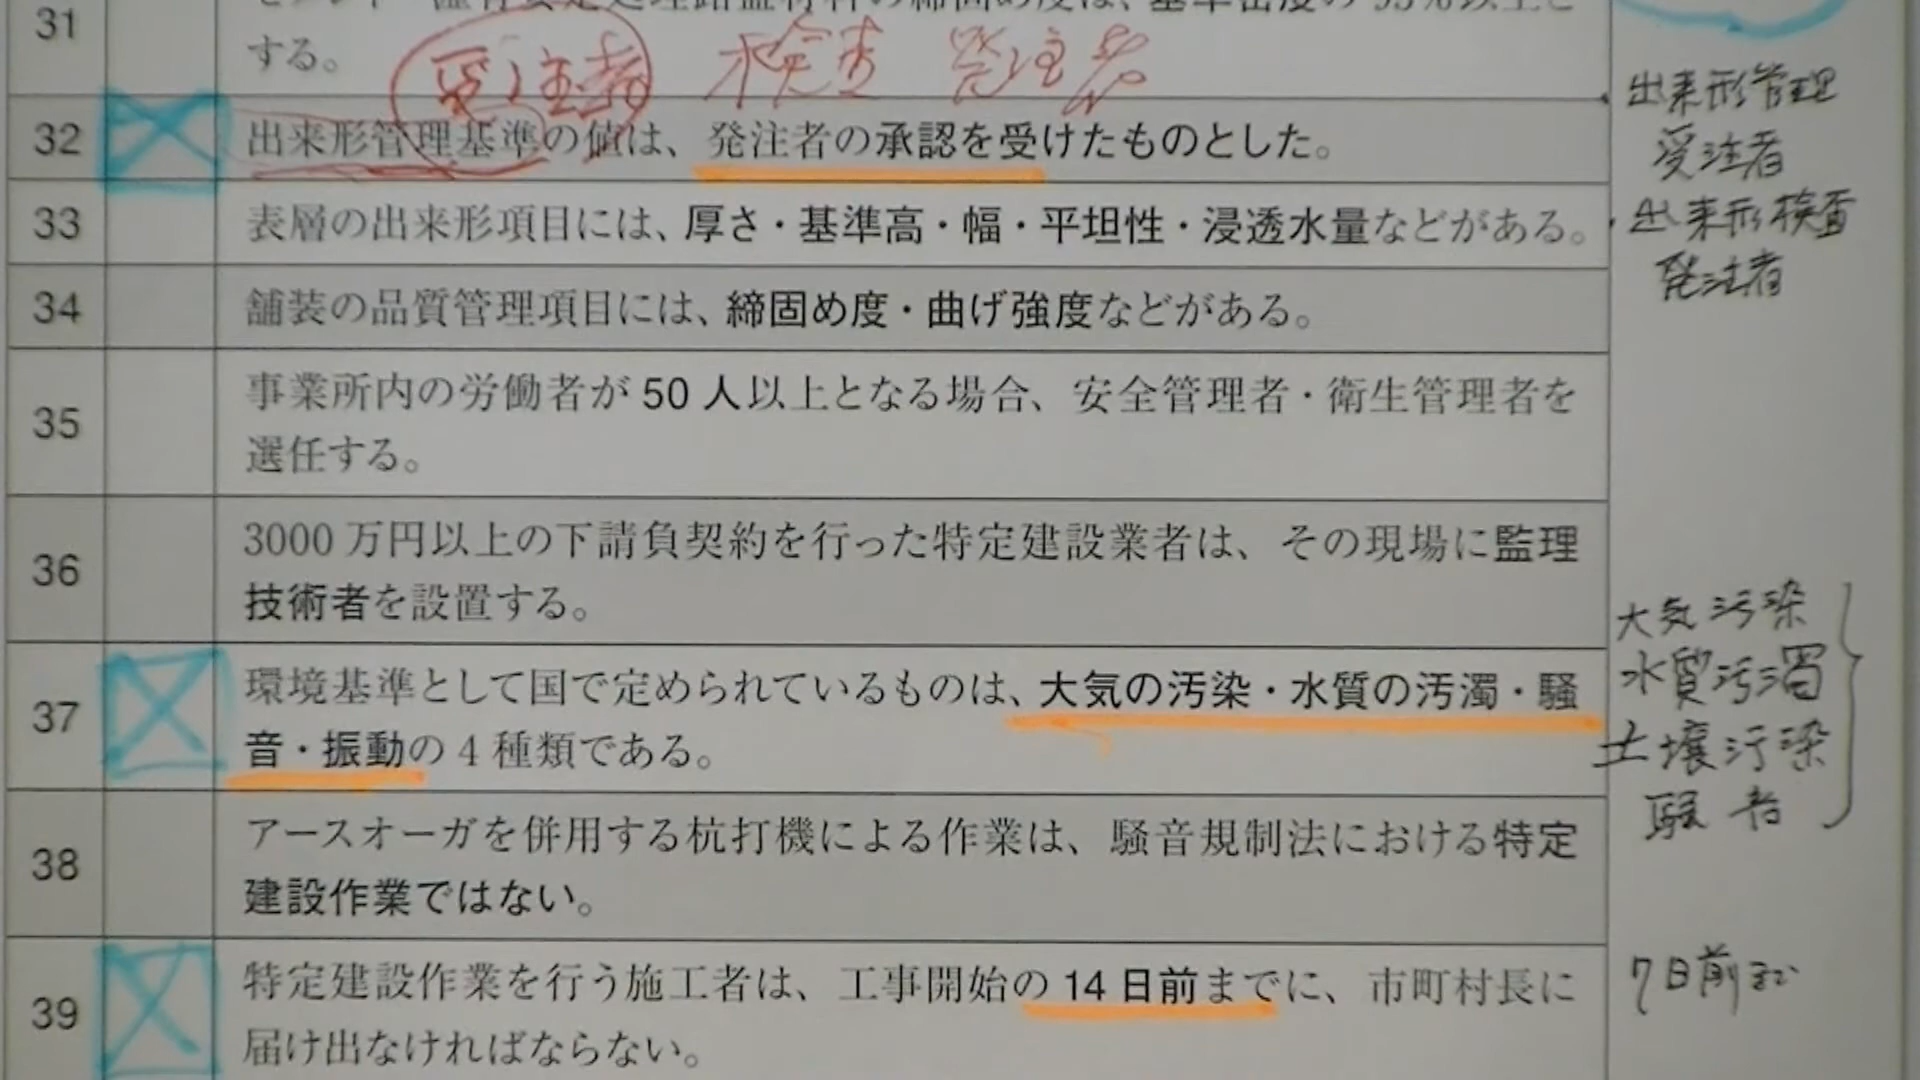 31
する。
受注者 検査 管注者
32
出来形管理基準の値は、発注者の承認を受けたものとした。
出来形管理
受注者
33
表層の出来形項目には、厚さ・基準高・幅・平坦性・浸透水量などがある。
・出来形検査
発注者
34
舗装の品質管理項目には、締固め度・曲げ強度などがある。
35
事業所内の労働者が 50 人以上となる場合、安全管理者・衛生管理者を
選任する。
36
3000 万円以上の下請負契約を行った特定建設業者は、その現場に監理
技術者を設置する。
37
環境基準として国で定められているものは、大気の汚染・水質の汚濁・騒
音・振動の 4 種類である。
大気汚染
水質汚濁
土壌汚染
騒音
38
アースオーガを併用する杭打機による作業は、騒音規制法における特定
建設作業ではない。
39
特定建設作業を行う施工者は、工事開始の 14 日前までに、市町村長に
届け出なければならない。
7日前まで